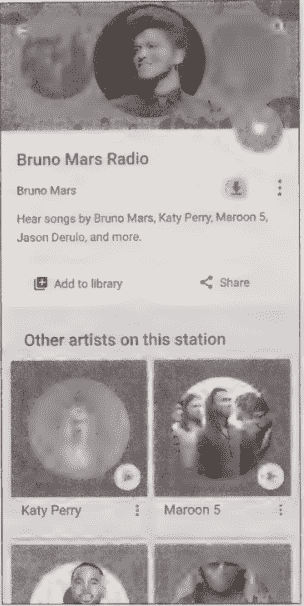 Bruno Mars Radio
Bruno Mars
Hear songs by Bruno Mars, Katy Perry, Maroon 5,
Jason Derulo, and more.
Add to library
Share
Other artists on this station
Katy Perry
Maroon 5